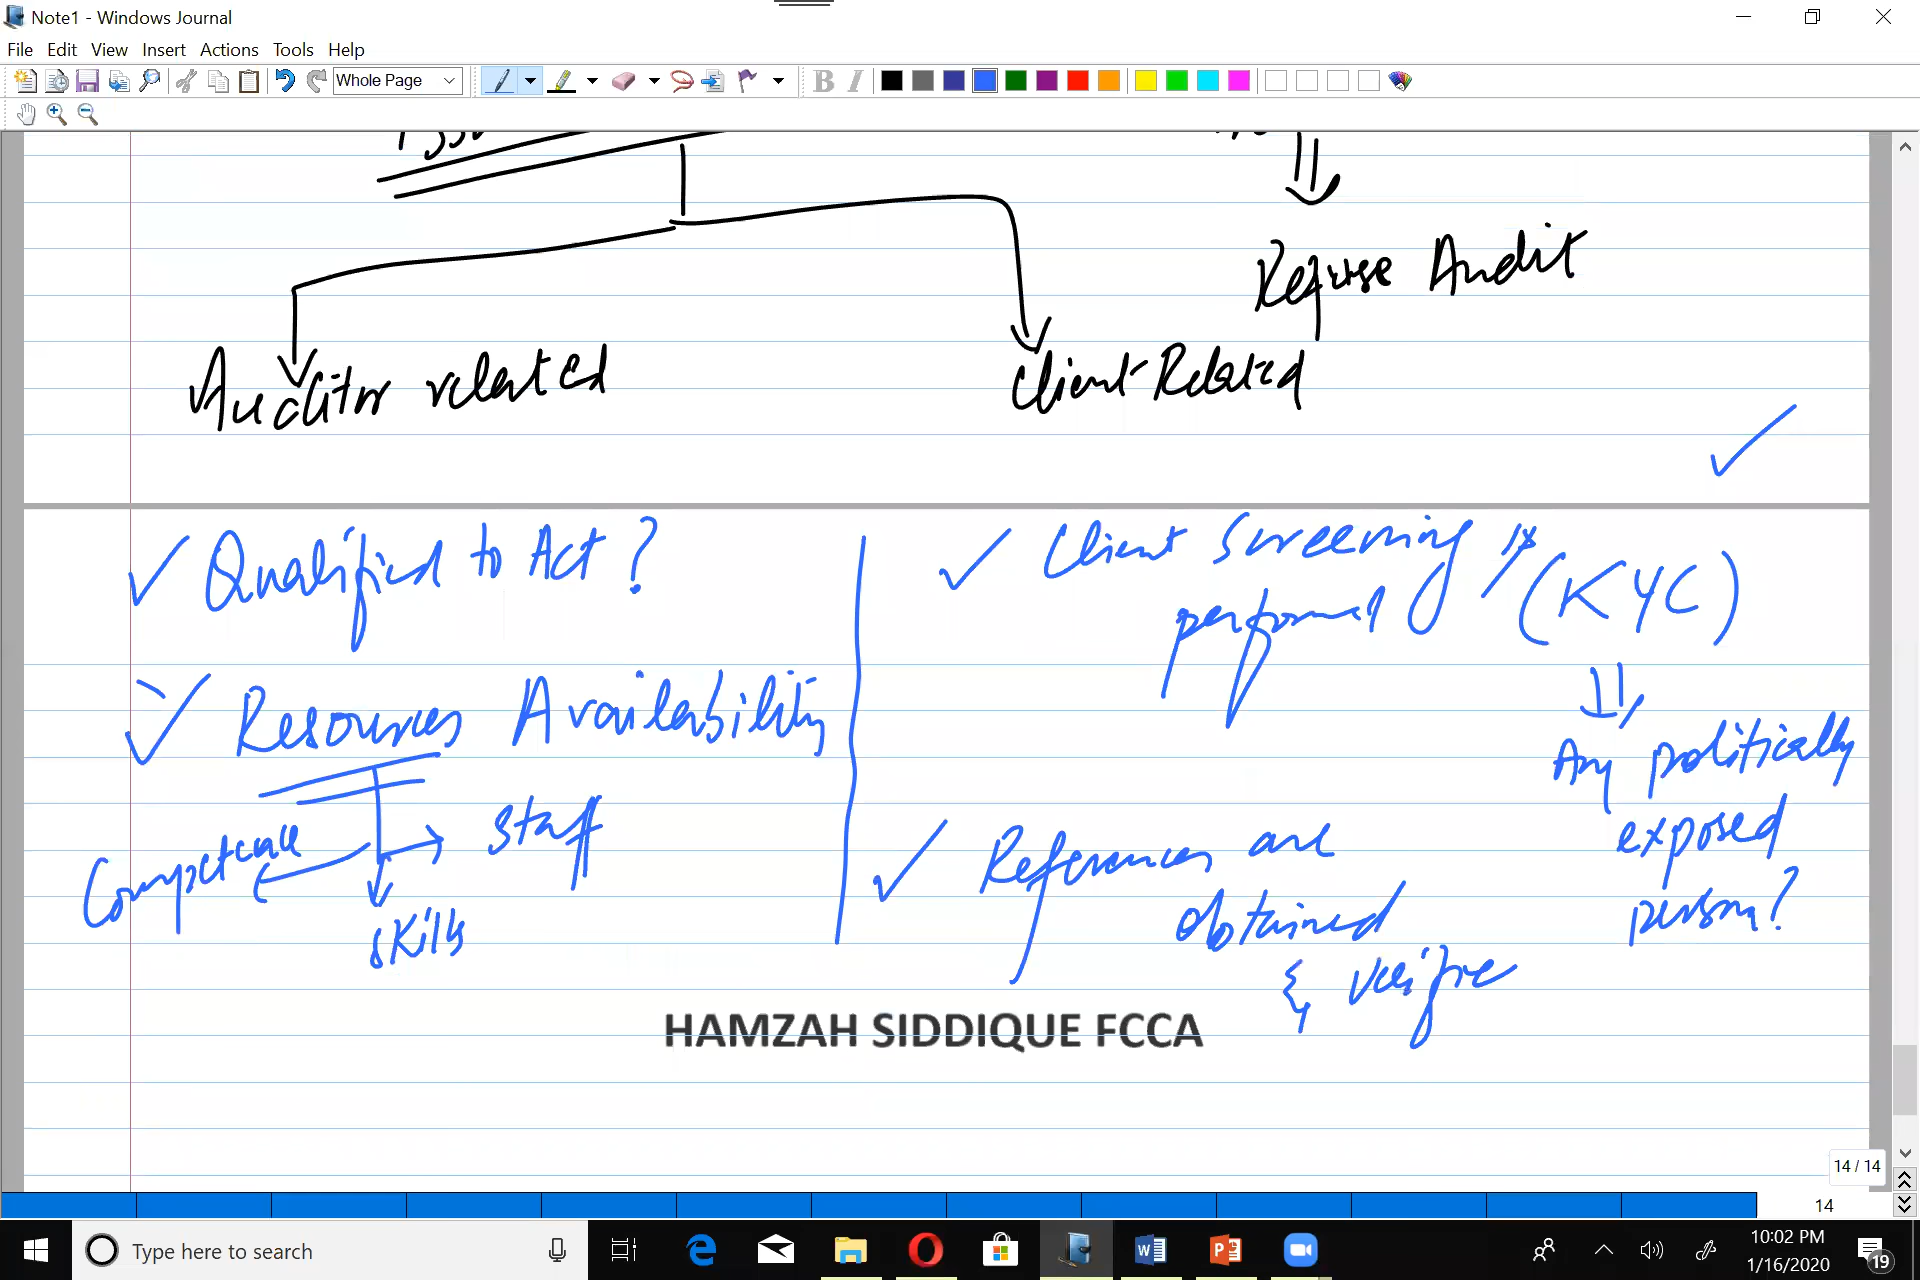 Note1 - Windows Journal
File Edit View Insert Actions Tools Help
Whole Page
B I
Refuse Audit
Auditor related
Client Related
Qualified to Act?
Client Screening is
performed (KYC)
Resources Availability
Any politically
exposed
person?
Competence
Staff
Skills
References are
obtained
& verifie
HAMZAH SIDDIQUE FCCA
14 / 14
14
Type here to search
10:02 PM
1/16/2020
19